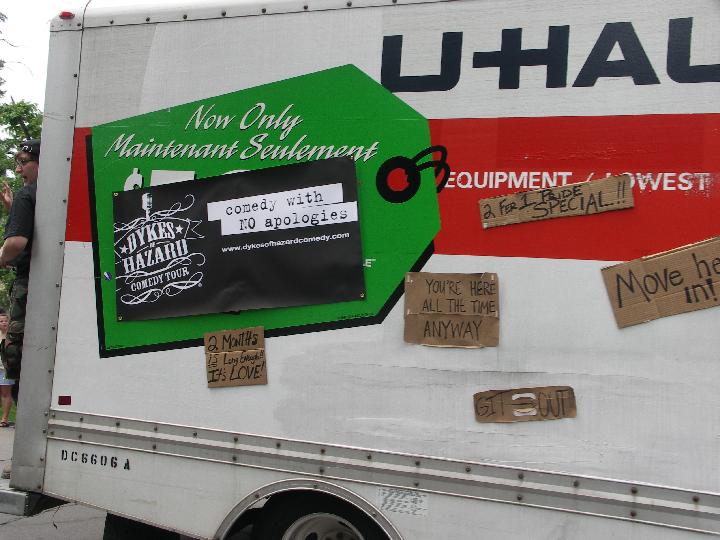 U-HAU
Now Only
Maintenant Seulement
EQUIPMENT / LOWEST
2 FER 1 PRIDE
SPECIAL!!
comedy with
NO apologies
www.dykesofhazardcomedy.com
DYKES
OF
HAZARD
COMEDY TOUR
MOVE he
in!
YOU'RE HERE
ALL THE TIME
ANYWAY
2 MONTHS
IS Long Enough!!
IT'S LOVE!
GIT OUT
DC6606A